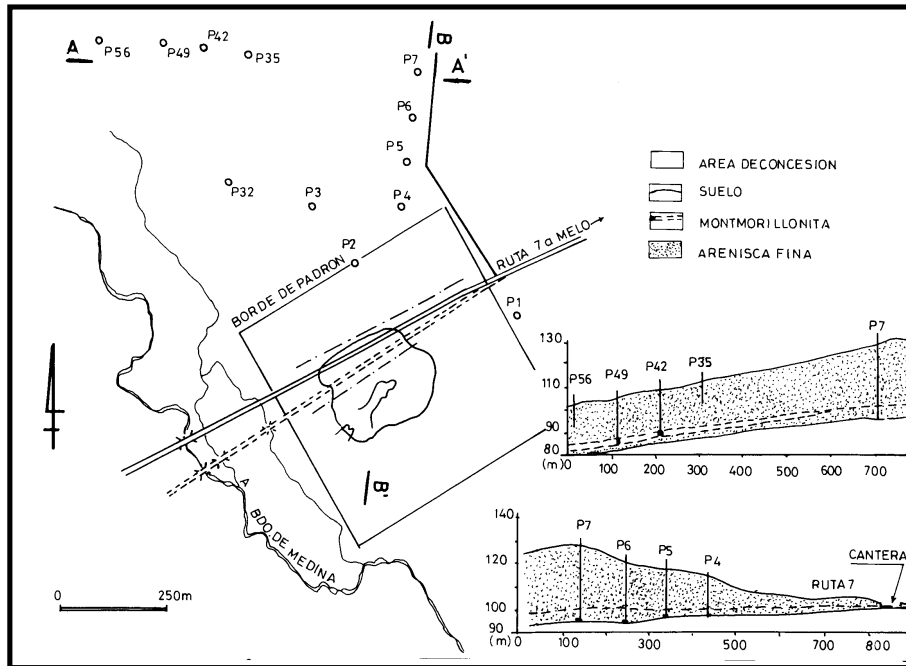 A
P56
P49
P42
P35
B
P7
A'
P6
P5
P32
P3
P4
P2
BORDE DE PADRON
RUTA 7 a MELO
P1
B'
A
BDO. DE MEDINA
0 250m
AREA DECONCESION
SUELO
MONTMORILLONITA
ARENISCA FINA
130
P7
110
P56
P49
P42
P35
100
90
80
(m) 0 100 200 300 400 500 600 700
140
P7
P6
P5
P4
120
CANTERA
RUTA 7
100
90
(m) 100 200 300 400 500 700 800